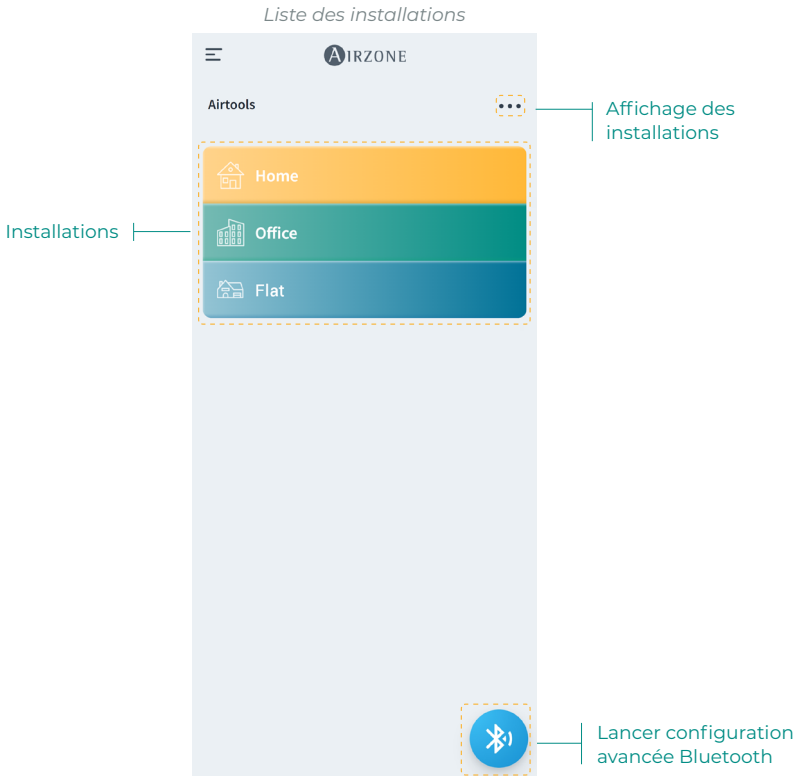 Liste des installations
AIRZONE
Airtools
Affichage des
installations
Home
Installations
Office
Flat
Lancer configuration
avancée Bluetooth